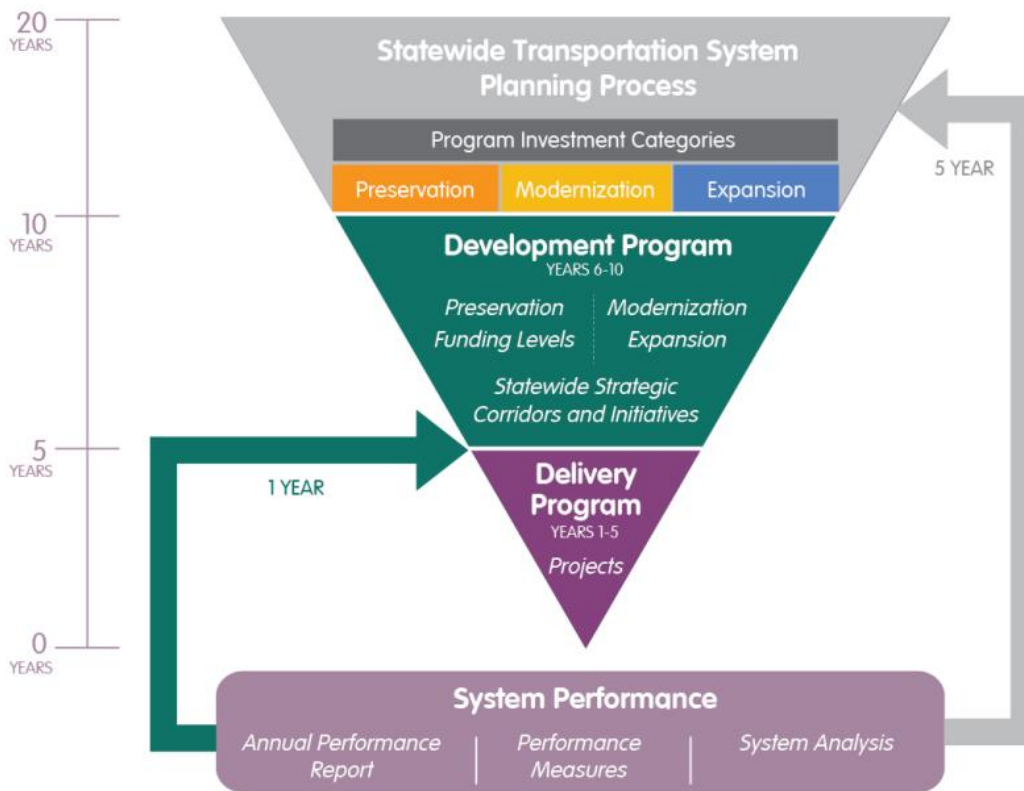 20
YEARS
Statewide Transportation System
Planning Process
Program Investment Categories
Preservation
Modernization
Expansion
5 YEAR
10
YEARS
Development Program
YEARS 6-10
Preservation
Funding Levels
Modernization
Expansion
Statewide Strategic
Corridors and Initiatives
5
YEARS
1 YEAR
Delivery
Program
YEARS 1-5
Projects
0
YEARS
System Performance
Annual Performance
Report
Performance
Measures
System Analysis